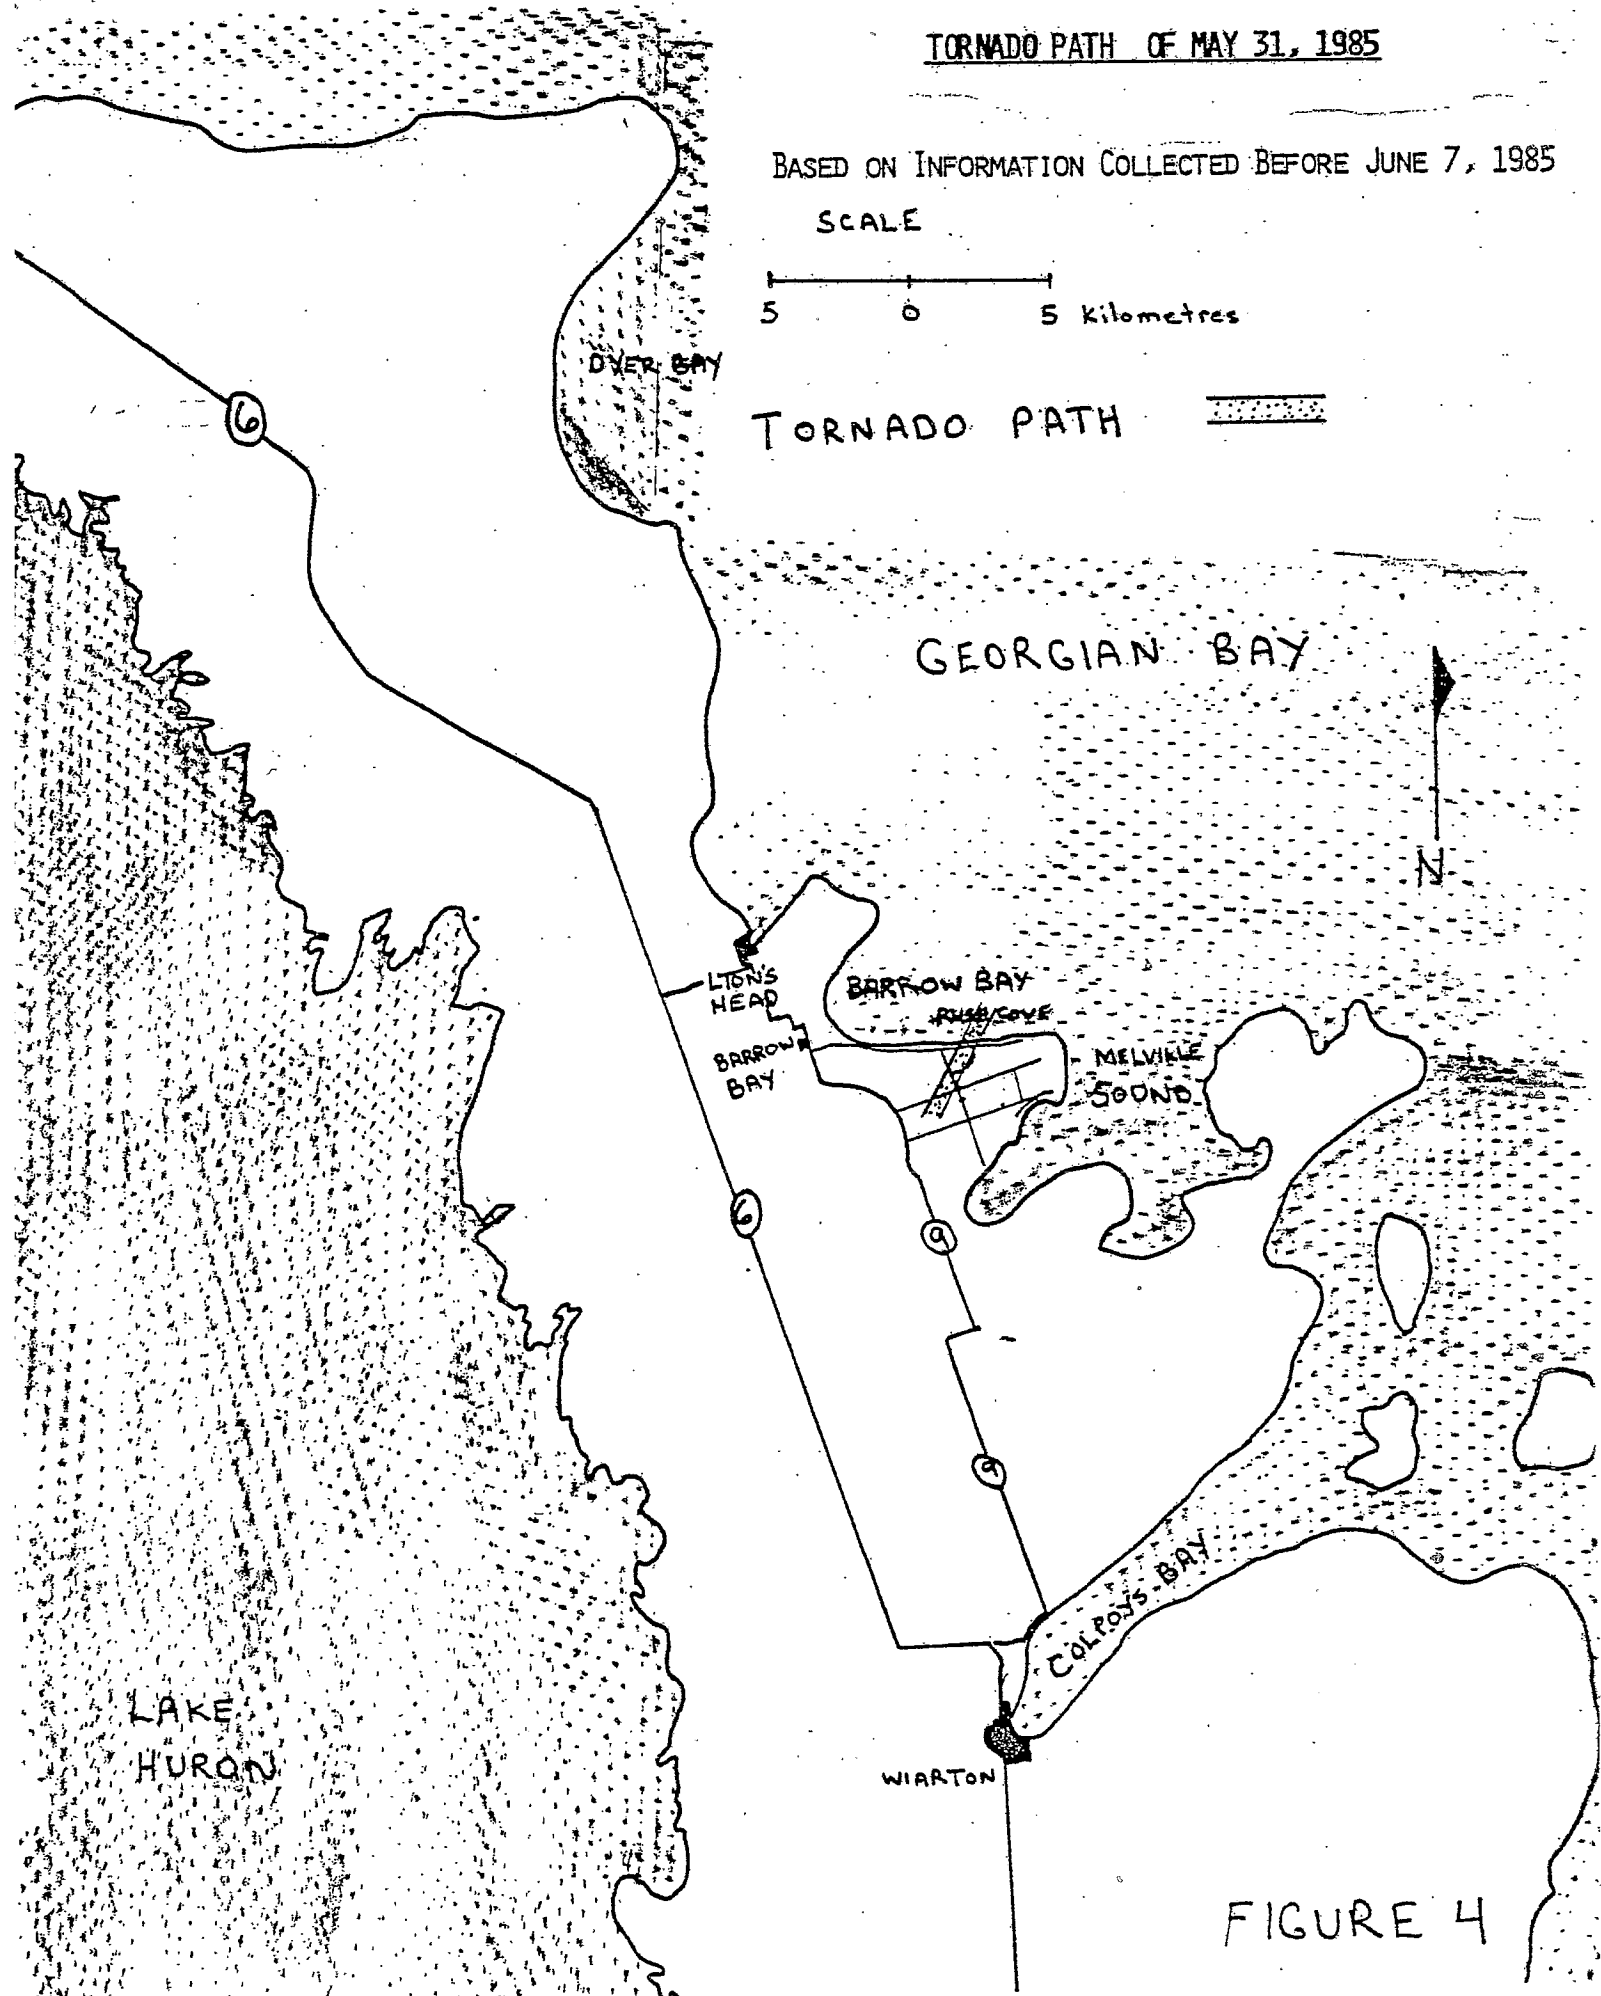 TORNADO PATH OF MAY 31, 1985
BASED ON INFORMATION COLLECTED BEFORE JUNE 7, 1985
SCALE
5 0 5 Kilometres
DYER BAY
6
TORNADO PATH
GEORGIAN BAY
N
LION'S
HEAD
BARROW BAY
RUSH COVE
BARROW
BAY
MELVILLE
SOUND
6
9
9
COLPOYS BAY
LAKE
HURON
WIARTON
FIGURE 4